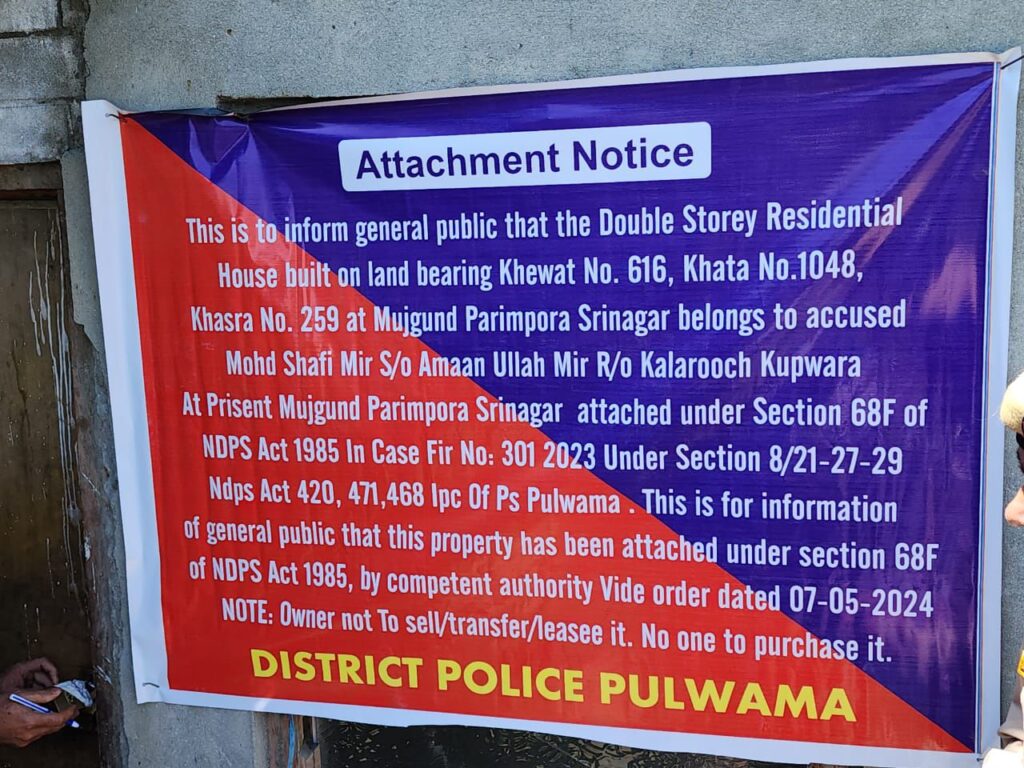 Attachment Notice
This is to inform general public that the Double Storey Residential
House built on land bearing Khewat No. 616, Khata No.1048,
Khasra No. 259 at Mujgund Parimpora Srinagar belongs to accused
Mohd Shafi Mir S/o Amaan Ullah Mir R/o Kalarooch Kupwara
At Prisent Mujgund Parimpora Srinagar attached under Section 68F of
NDPS Act 1985 In Case Fir No: 301 2023 Under Section 8/21-27-29
Ndps Act 420, 471,468 Ipc Of Ps Pulwama . This is for information
of general public that this property has been attached under section 68F
of NDPS Act 1985, by competent authority Vide order dated 07-05-2024
NOTE: Owner not To sell/transfer/leasee it. No one to purchase it.
DISTRICT POLICE PULWAMA